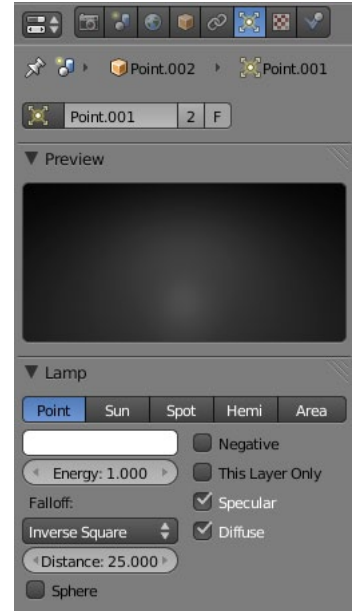 Point.002 Point.001
Point.001 2 F
Preview
Lamp
Point Sun Spot Hemi Area
Negative
Energy: 1.000 This Layer Only
Falloff: Specular
Inverse Square Diffuse
Distance: 25.000
Sphere